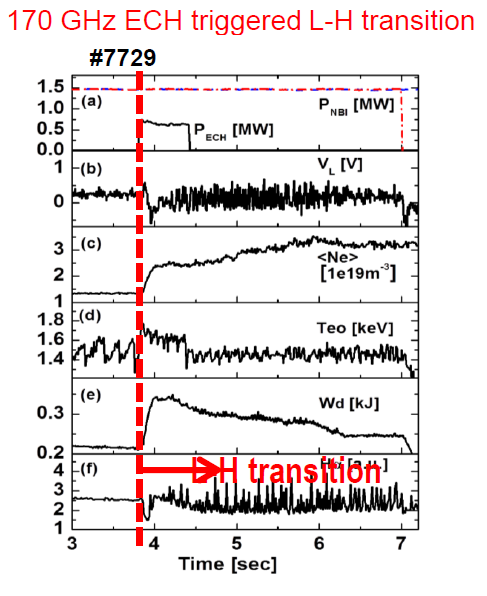 170 GHz ECH triggered L-H transition
#7729
1.5
1.0
0.5
0.0
(a)
P_NBI [MW]
P_ECH [MW]
1
0
(b)
V_L [V]
3
2
1
(c)
<Ne>
[1e19m^-3]
1.8
1.6
1.4
(d)
Teo [keV]
0.3
0.2
(e)
Wd [kJ]
4
3
2
1
(f)
[a.u.]
H transition
3 4 5 6 7
Time [sec]